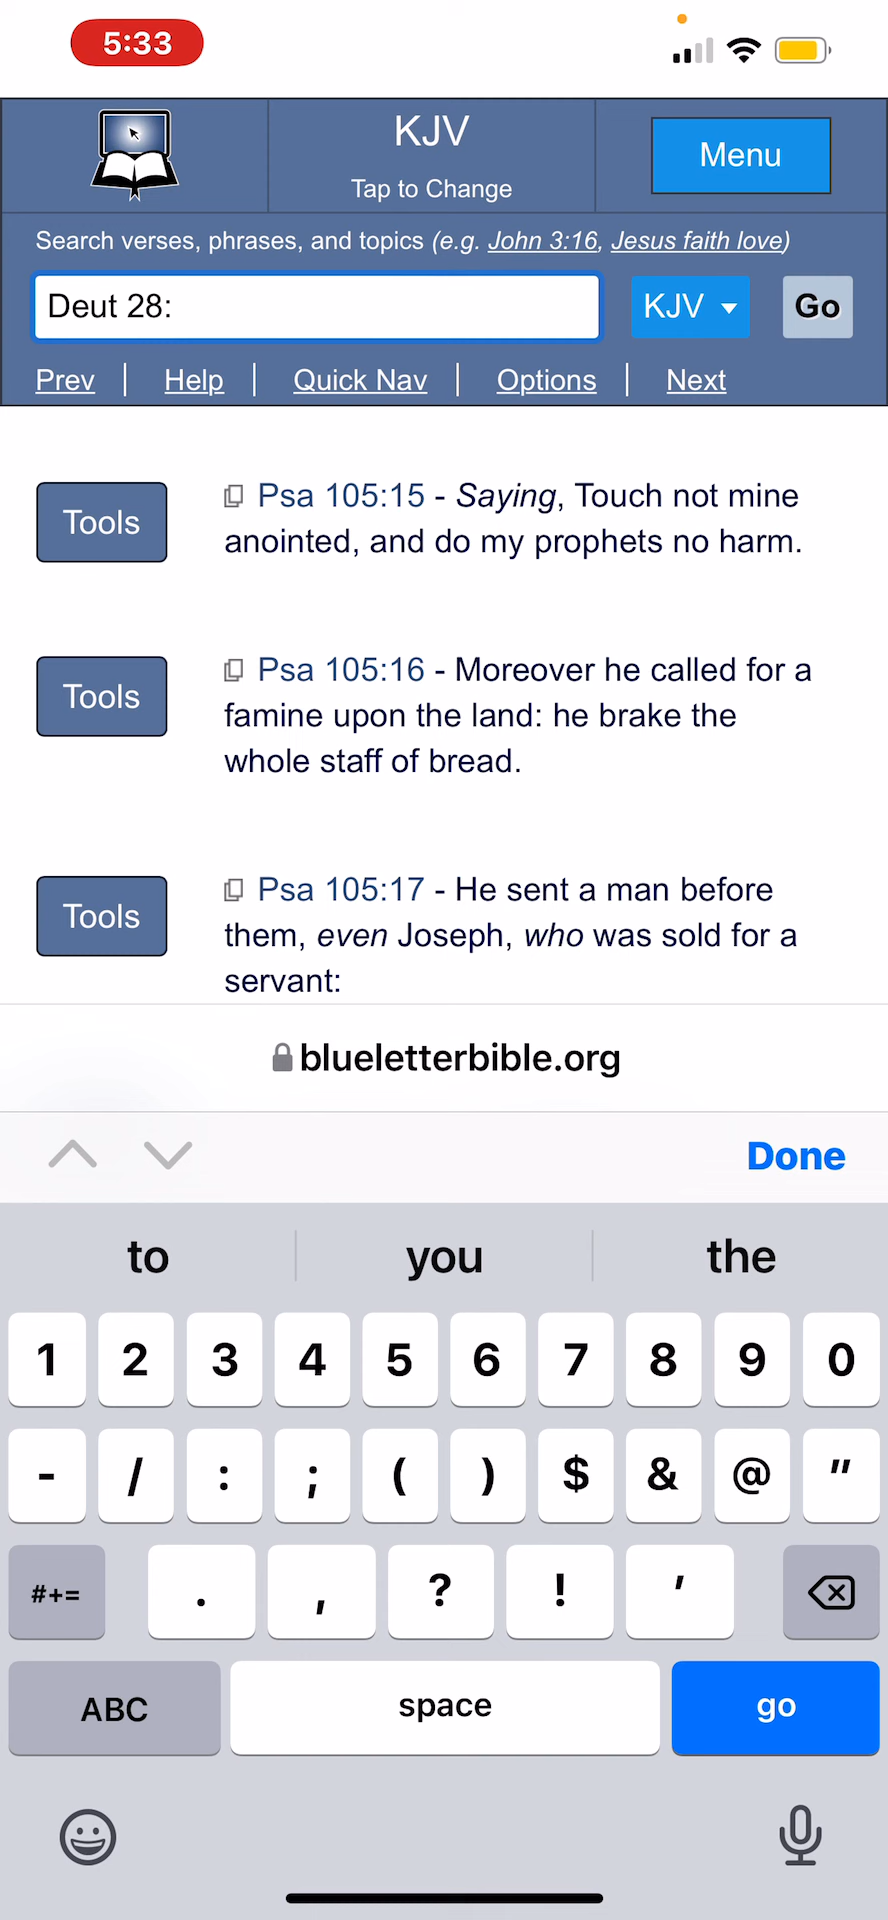 5:33
KJV
Tap to Change
Menu
Search verses, phrases, and topics (e.g. John 3:16, Jesus faith love)
Deut 28:
KJV
Go
Prev | Help | Quick Nav | Options | Next
Tools
Psa 105:15 - Saying, Touch not mine
anointed, and do my prophets no harm.
Tools
Psa 105:16 - Moreover he called for a
famine upon the land: he brake the
whole staff of bread.
Tools
Psa 105:17 - He sent a man before
them, even Joseph, who was sold for a
servant:
blueletterbible.org
Done
to you the
1 2 3 4 5 6 7 8 9 0
- / : ; ( ) $ & @ "
#+= . , ? ! '
ABC space go